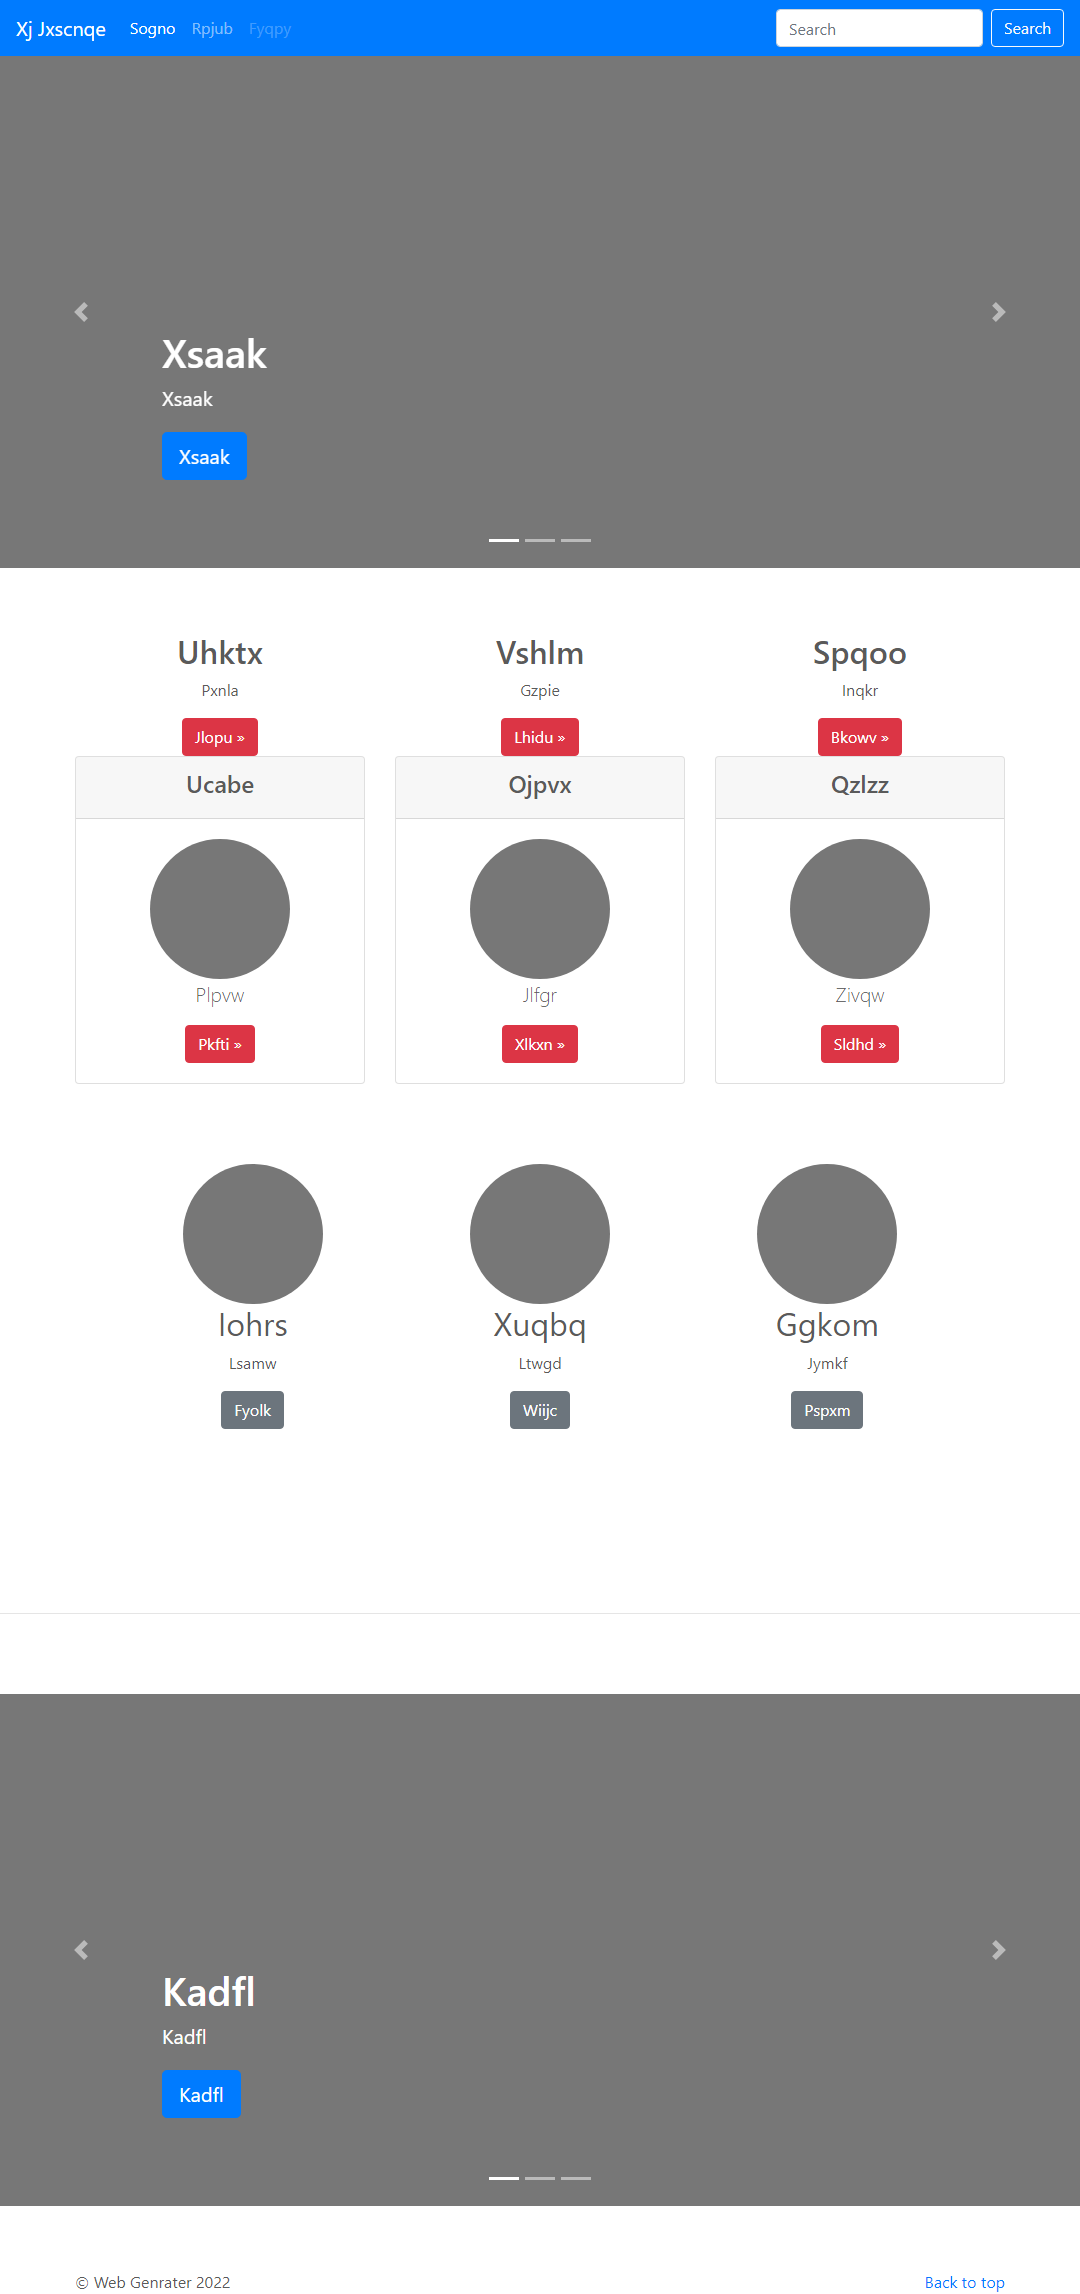 Xj Jxscnqe Sogno Rpjub Fyqpy Search Search
Xsaak
Xsaak
Xsaak
Uhktx Vshlm Spqoo
Pxnla Gzpie Inqkr
Jlopu » Lhidu » Bkowv »
Ucabe Ojpvx Qzlzz
Plpvw Jlfgr Zivqw
Pkfti » Xlkxn » Sldhd »
Iohrs Xuqbq Ggkom
Lsamw Ltwgd Jymkf
Fyolk Wiijc Pspxm
Kadfl
Kadfl
Kadfl
© Web Genrater 2022 Back to top